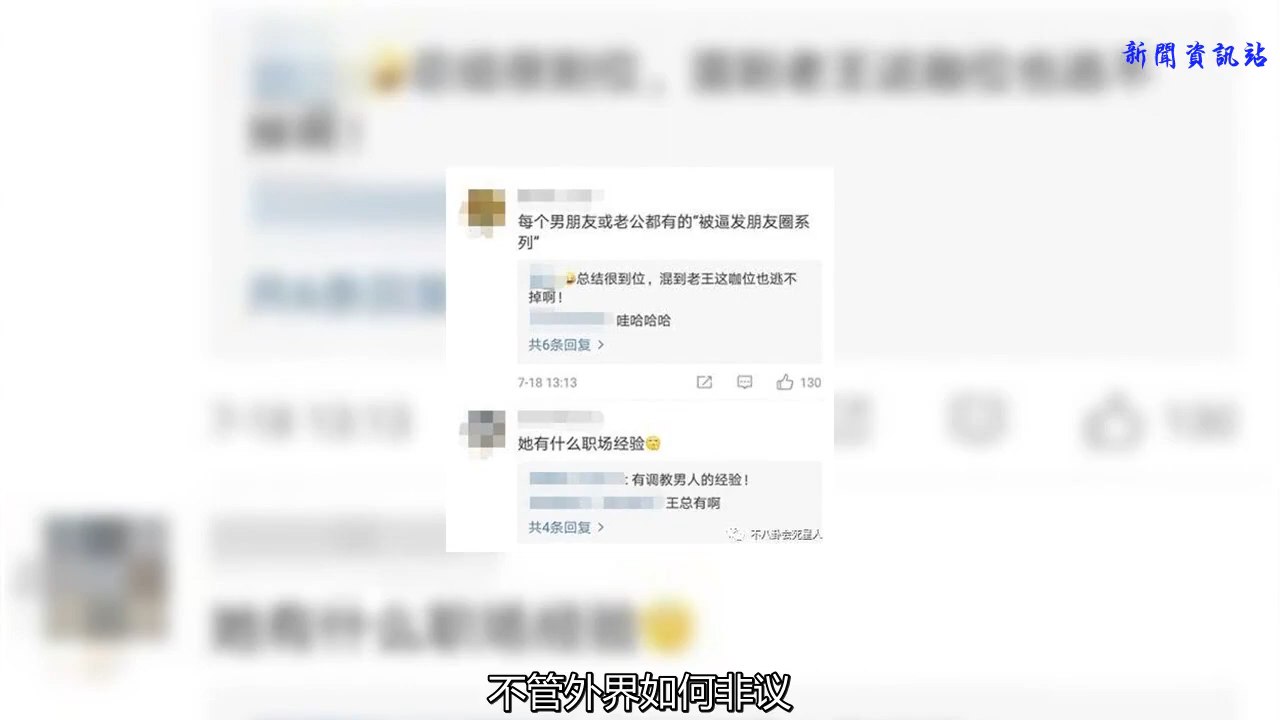 新聞資訊站
每个男朋友或老公都有的“被逼发朋友圈系
列”
总结很到位，混到老王这咖位也逃不
掉啊！
哇哈哈哈
共6条回复 >
7-18 13:13
130
她有什么职场经验
: 有调教男人的经验！
王总有啊
共4条回复 >
不八卦会死星人
不管外界如何非议